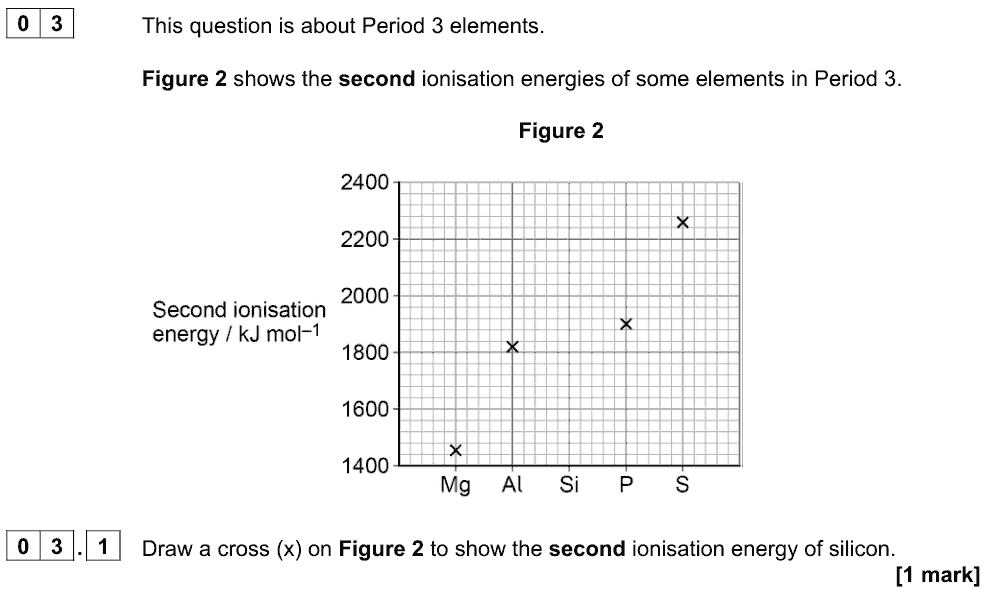 0 3 This question is about Period 3 elements.
Figure 2 shows the second ionisation energies of some elements in Period 3.
Figure 2
2400
2200
2000
Second ionisation
energy / kJ mol–1
1800
1600
1400
Mg Al Si P S
0 3 . 1 Draw a cross (x) on Figure 2 to show the second ionisation energy of silicon.
[1 mark]